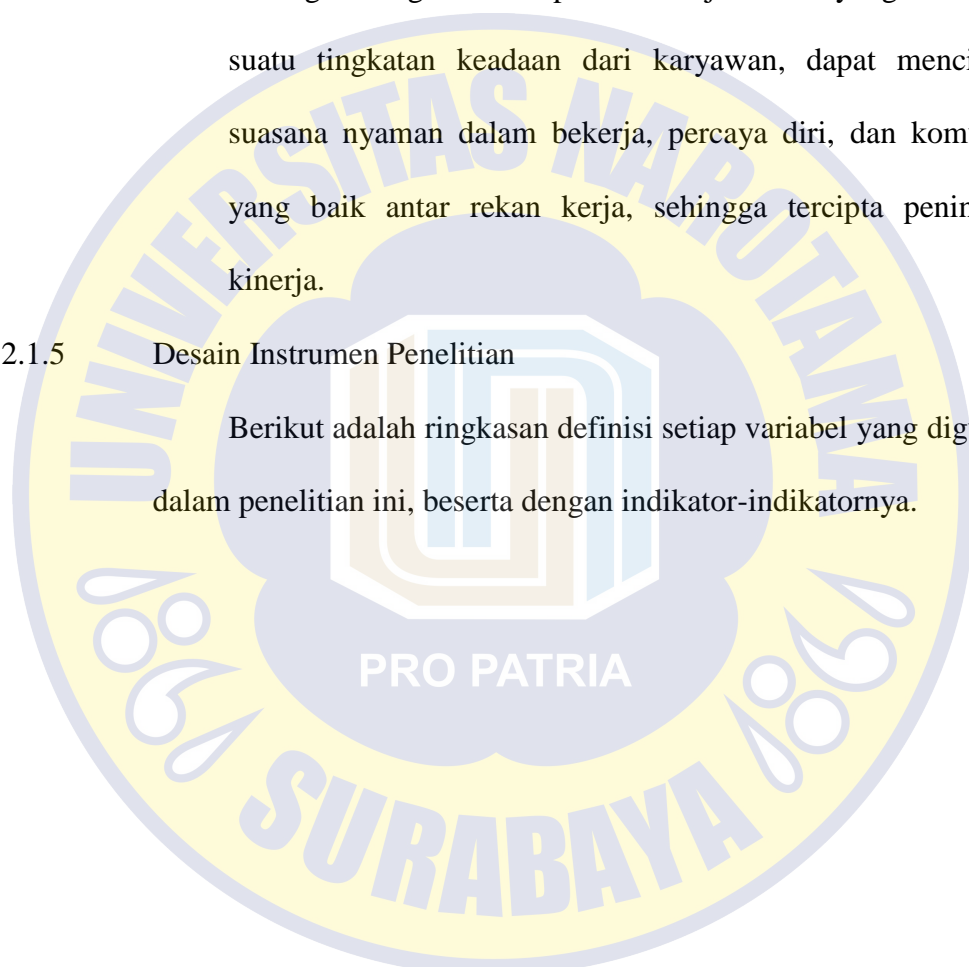 suatu tingkatan keadaan dari karyawan, dapat menci
suasana nyaman dalam bekerja, percaya diri, dan kom
yang baik antar rekan kerja, sehingga tercipta penin
kinerja.
2.1.5 Desain Instrumen Penelitian
Berikut adalah ringkasan definisi setiap variabel yang dig
dalam penelitian ini, beserta dengan indikator-indikatornya.
UNIVERSITAS NAROTAMA
PRO PATRIA
1981
1981
SURABAYA